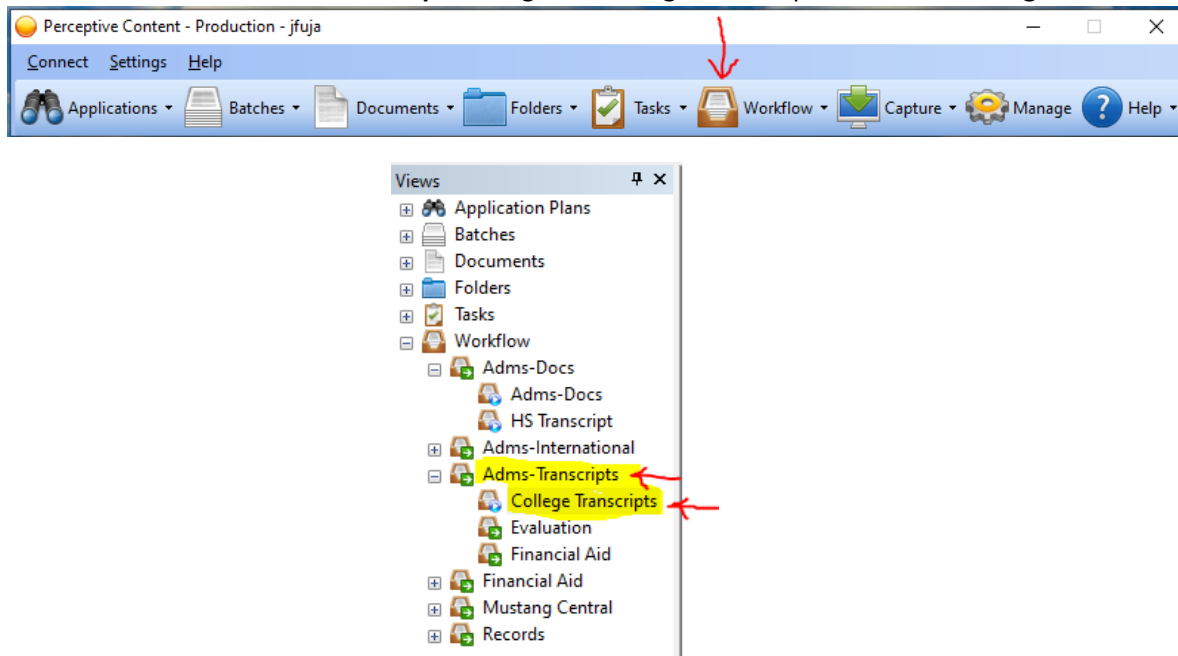 Perceptive Content - Production - jfuja
Connect Settings Help
Applications Batches Documents Folders Tasks Workflow Capture Manage Help
Views
Application Plans
Batches
Documents
Folders
Tasks
Workflow
Adms-Docs
Adms-Docs
HS Transcript
Adms-International
Adms-Transcripts
College Transcripts
Evaluation
Financial Aid
Financial Aid
Mustang Central
Records